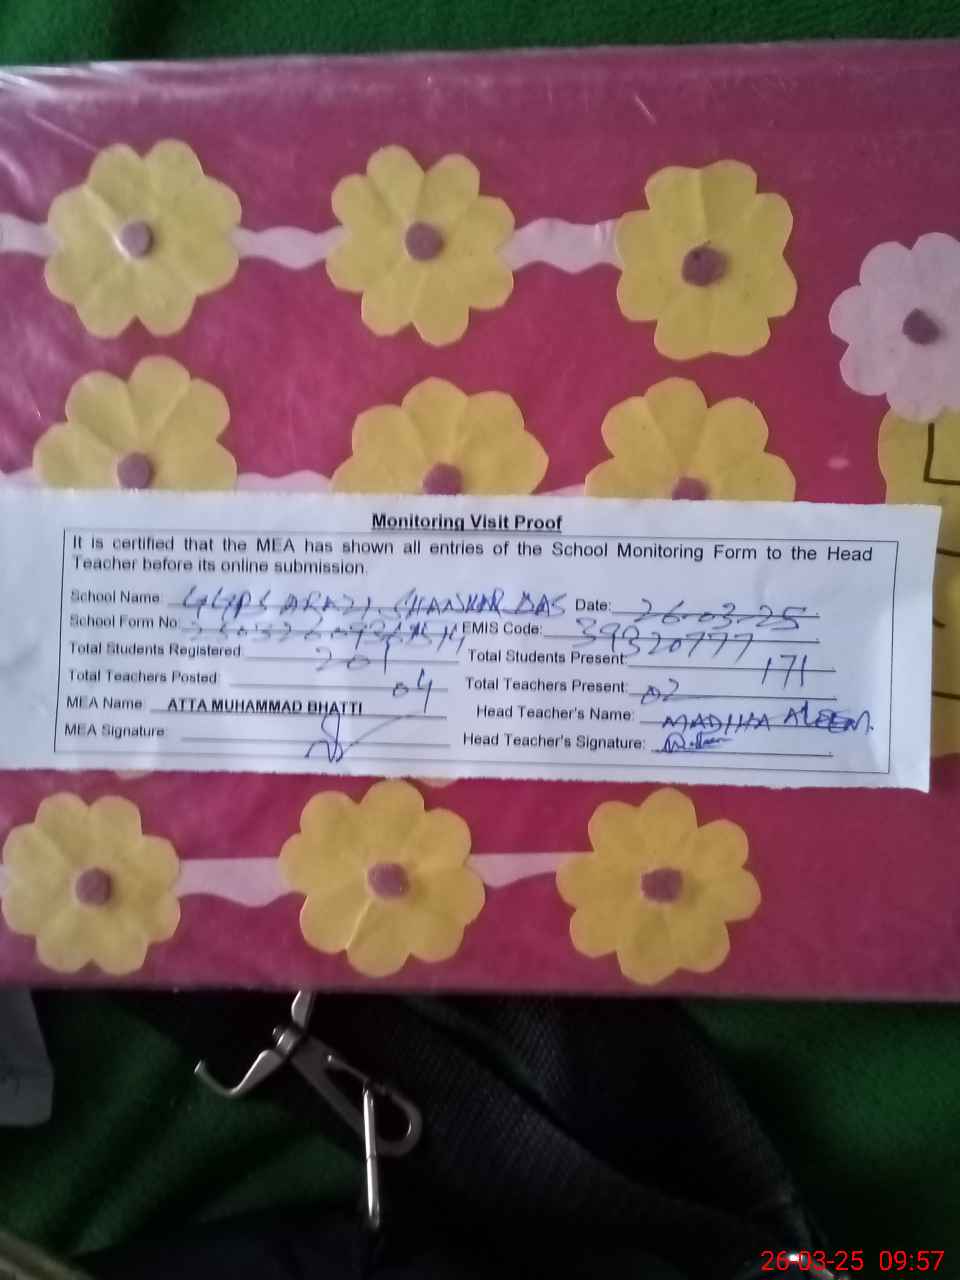 Monitoring Visit Proof
It is certified that the MEA has shown all entries of the School Monitoring Form to the Head
Teacher before its online submission.
School Name: GGPS ARAZI SHANKAR DAS Date: 26-03-25
School Form No: EMIS Code: 39320777
Total Students Registered: 201 Total Students Present: 171
Total Teachers Posted: 04 Total Teachers Present: 02
MEA Name: ATTA MUHAMMAD BHATTI Head Teacher's Name: MADIHA ALEEM.
MEA Signature: Head Teacher's Signature:
26-03-25 09:57